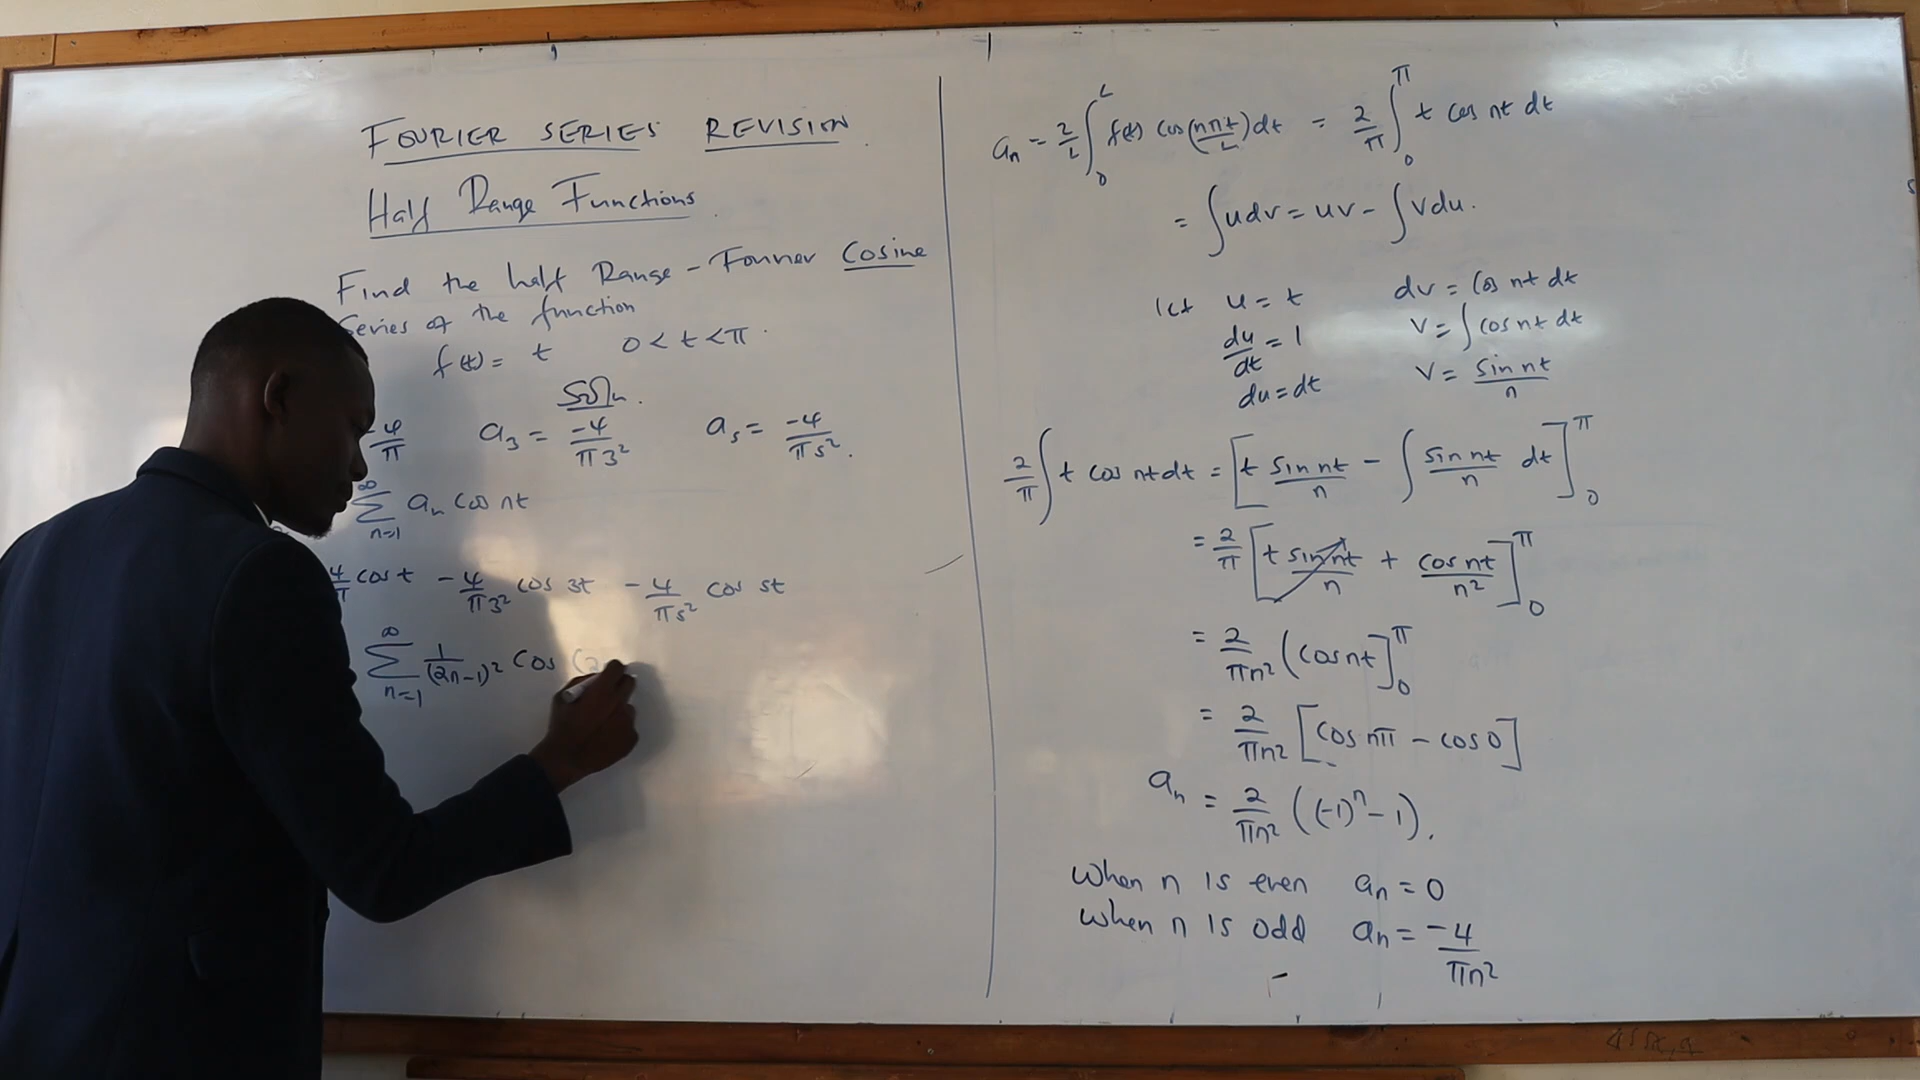 FOURIER SERIES REVISION
Half Range Functions
Find the half Range - Fourier Cosine
Series of the function
f(t) = t 0 < t < π
Soln.
-4/π a₃ = -4/π3² a₅ = -4/π5².
∞ Σ n=1 aₙ cos nt
4/π cos t - 4/π3² cos 3t - 4/π5² cos 5t
∞ Σ n=1 1/(2n-1)² cos (2
aₙ = 2/L ∫₀ᴸ f(t) cos(nπt/L) dt = 2/π ∫₀^π t cos nt dt
= ∫udv = uv - ∫vdu.
let u = t dv = cos nt dt
du/dt = 1 v = ∫cos nt dt
du = dt v = sin nt/n
2/π ∫ t cos nt dt = [t sin nt/n - ∫ sin nt/n dt]₀^π
= 2/π [t sin nt/n + cos nt/n²]₀^π
= 2/πn² (cos nt]₀^π
= 2/πn² [cos nπ - cos 0]
aₙ = 2/πn² ((-1)ⁿ - 1).
When n is even aₙ = 0
when n is odd aₙ = -4/πn²